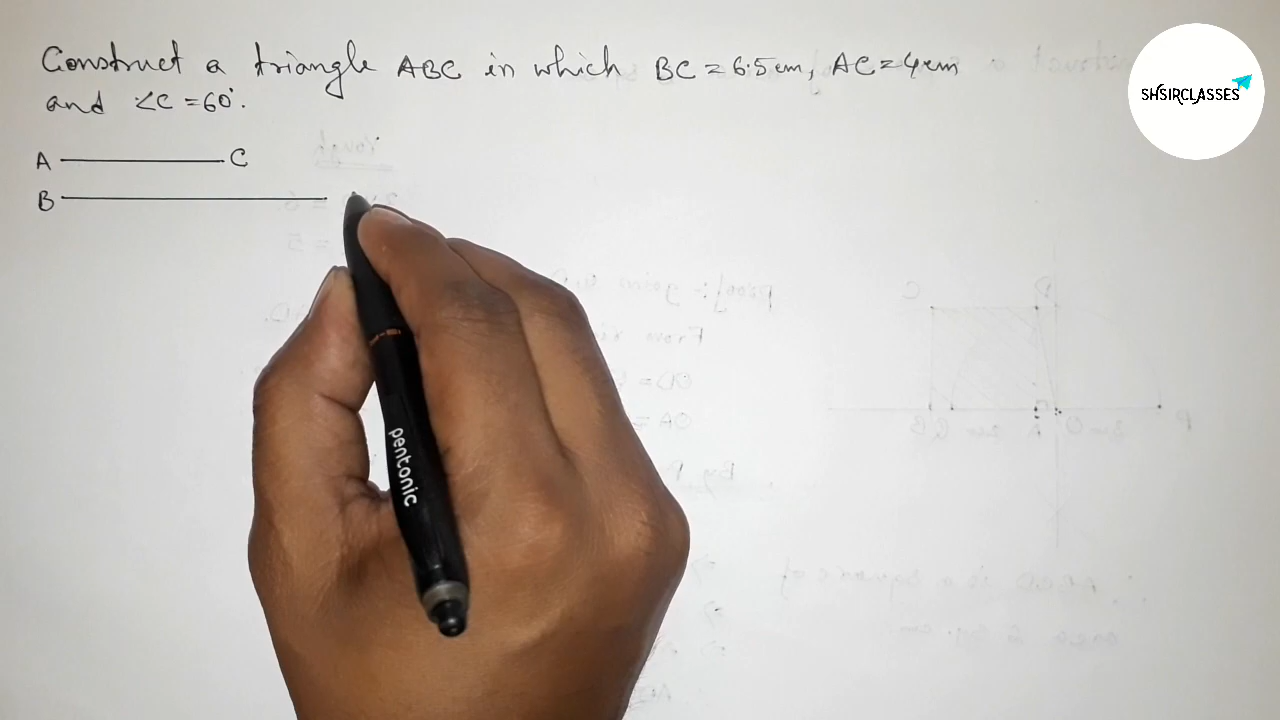 Construct a triangle ABC in which BC = 6.5 cm, AC = 4 cm
and ∠C = 60°.
A C
B
SHSIRCLASSES
pentonic